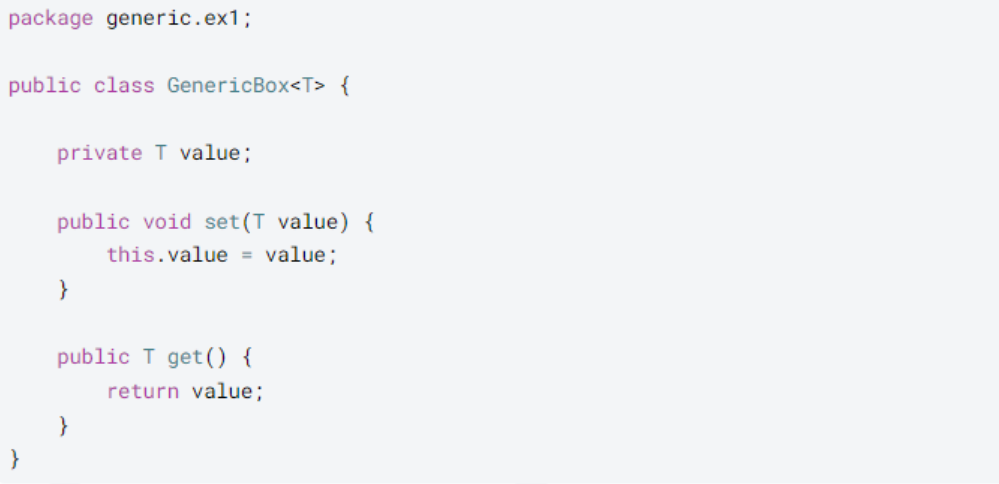 package generic.ex1;
public class GenericBox<T> {
private T value;
public void set(T value) {
this.value = value;
}
public T get() {
return value;
}
}